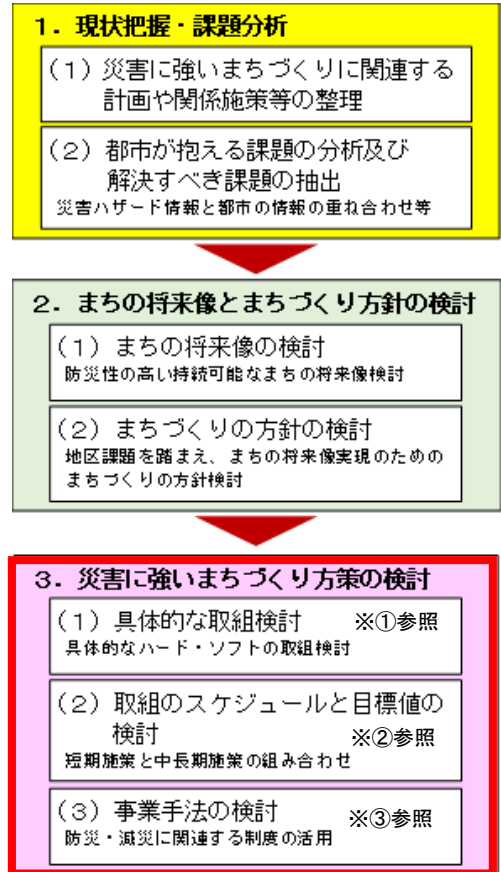 1．現状把握・課題分析
（1）災害に強いまちづくりに関連する
計画や関係施策等の整理
（2）都市が抱える課題の分析及び
解決すべき課題の抽出
災害ハザード情報と都市の情報の重ね合わせ等
2．まちの将来像とまちづくり方針の検討
（1）まちの将来像の検討
防災性の高い持続可能なまちの将来像検討
（2）まちづくりの方針の検討
地区課題を踏まえ、まちの将来像実現のための
まちづくりの方針検討
3．災害に強いまちづくり方策の検討
（1）具体的な取組検討 ※①参照
具体的なハード・ソフトの取組検討
（2）取組のスケジュールと目標値の
検討 ※②参照
短期施策と中長期施策の組み合わせ
（3）事業手法の検討 ※③参照
防災・減災に関連する制度の活用